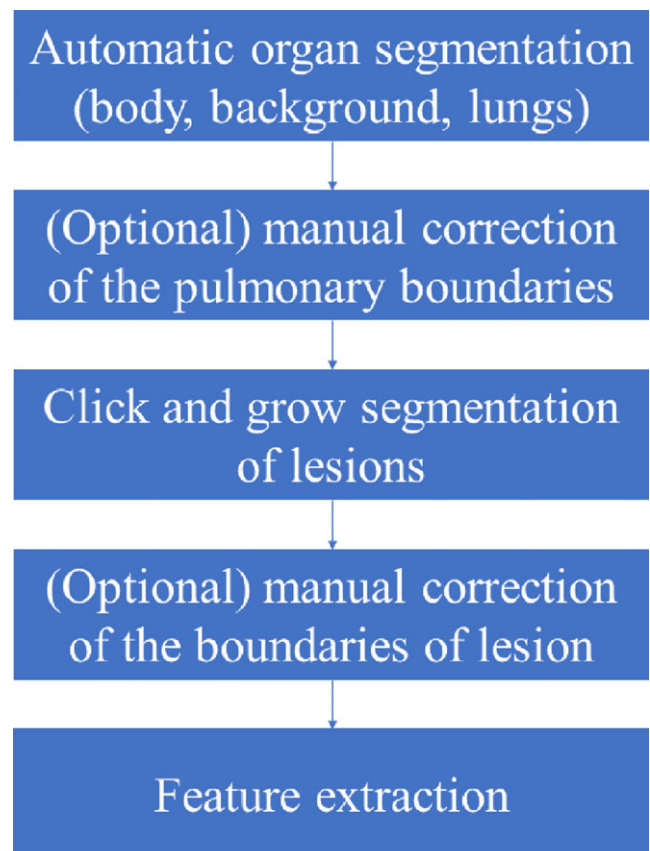 Automatic organ segmentation
(body, background, lungs)
(Optional) manual correction
of the pulmonary boundaries
Click and grow segmentation
of lesions
(Optional) manual correction
of the boundaries of lesion
Feature extraction